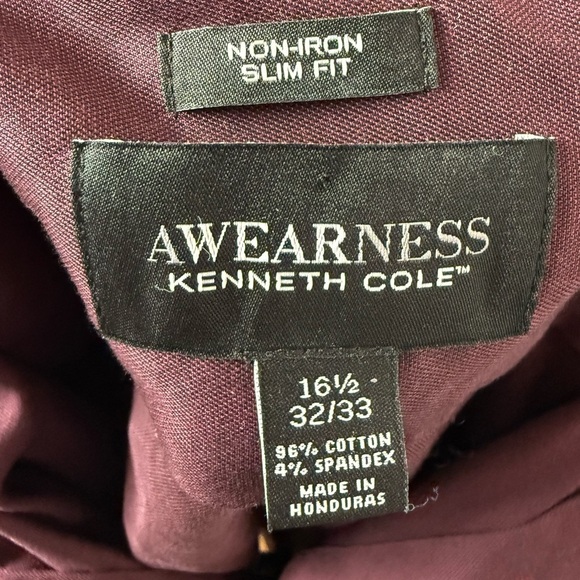 NON-IRON
SLIM FIT
AWEARNESS
KENNETH COLE™
16½
32/33
96% COTTON
4% SPANDEX
MADE IN
HONDURAS